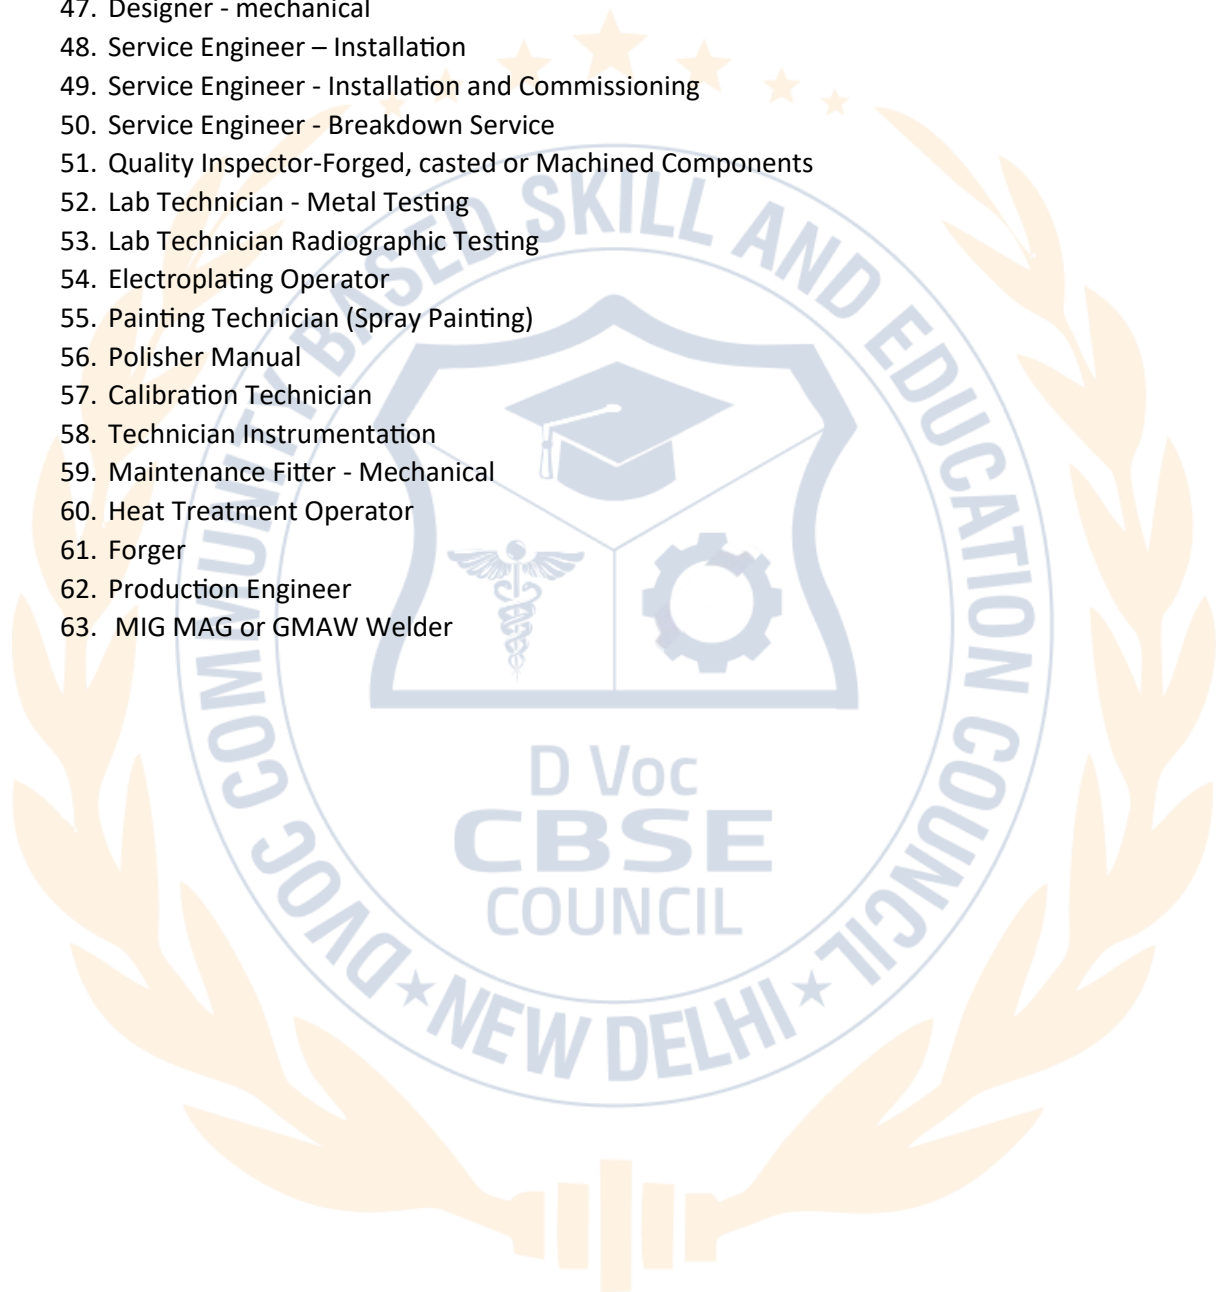 47. Designer - mechanical
48. Service Engineer – Installation
49. Service Engineer - Installation and Commissioning
50. Service Engineer - Breakdown Service
51. Quality Inspector-Forged, casted or Machined Components
52. Lab Technician - Metal Testing
53. Lab Technician Radiographic Testing
54. Electroplating Operator
55. Painting Technician (Spray Painting)
56. Polisher Manual
57. Calibration Technician
58. Technician Instrumentation
59. Maintenance Fitter - Mechanical
60. Heat Treatment Operator
61. Forger
62. Production Engineer
63. MIG MAG or GMAW Welder
DVOC COMMUNITY BASED SKILL AND EDUCATION COUNCIL
D Voc
CBSE
COUNCIL
NEW DELHI